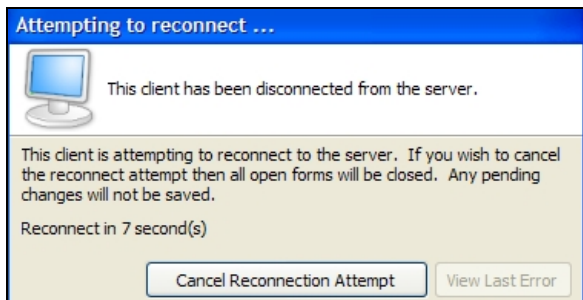 Attempting to reconnect ...
This client has been disconnected from the server.
This client is attempting to reconnect to the server.  If you wish to cancel
the reconnect attempt then all open forms will be closed.  Any pending
changes will not be saved.
Reconnect in 7 second(s)
Cancel Reconnection Attempt
View Last Error